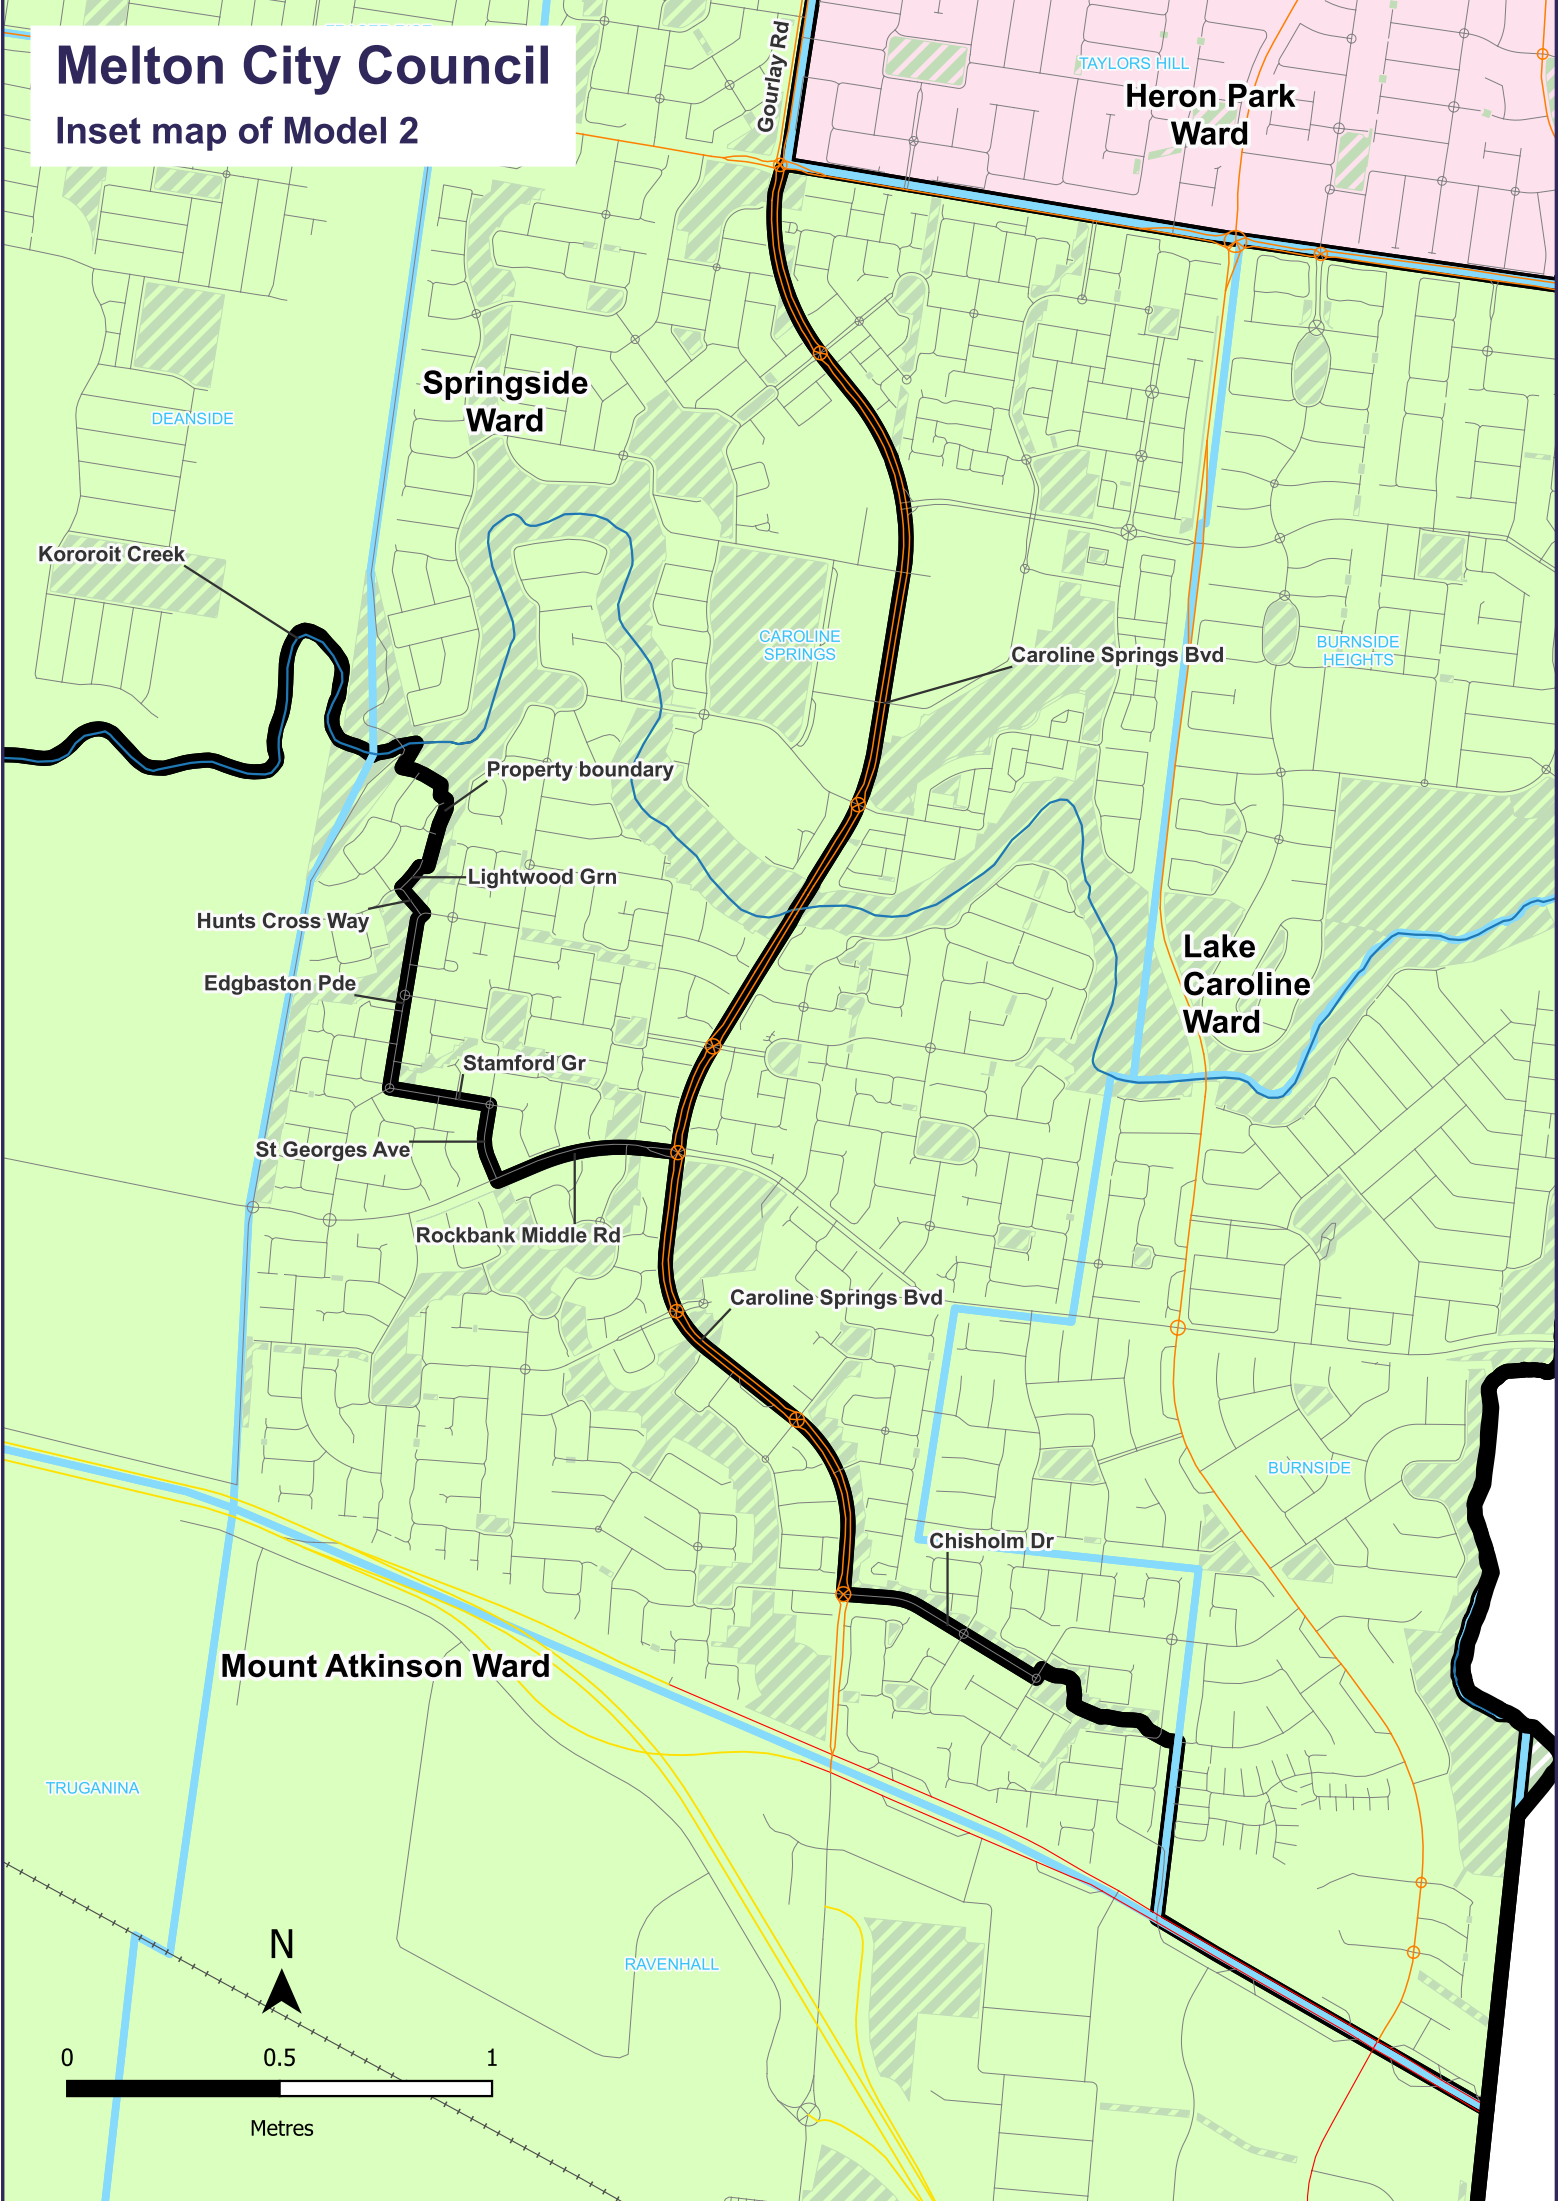 Melton City Council
Inset map of Model 2
Gourlay Rd
TAYLORS HILL
Heron Park
Ward
Springside
Ward
DEANSIDE
Kororoit Creek
CAROLINE
SPRINGS
Caroline Springs Bvd
BURNSIDE
HEIGHTS
Property boundary
Lightwood Grn
Hunts Cross Way
Edgbaston Pde
Lake
Caroline
Ward
Stamford Gr
St Georges Ave
Rockbank Middle Rd
Caroline Springs Bvd
BURNSIDE
Chisholm Dr
Mount Atkinson Ward
TRUGANINA
RAVENHALL
N
0 0.5 1
Metres